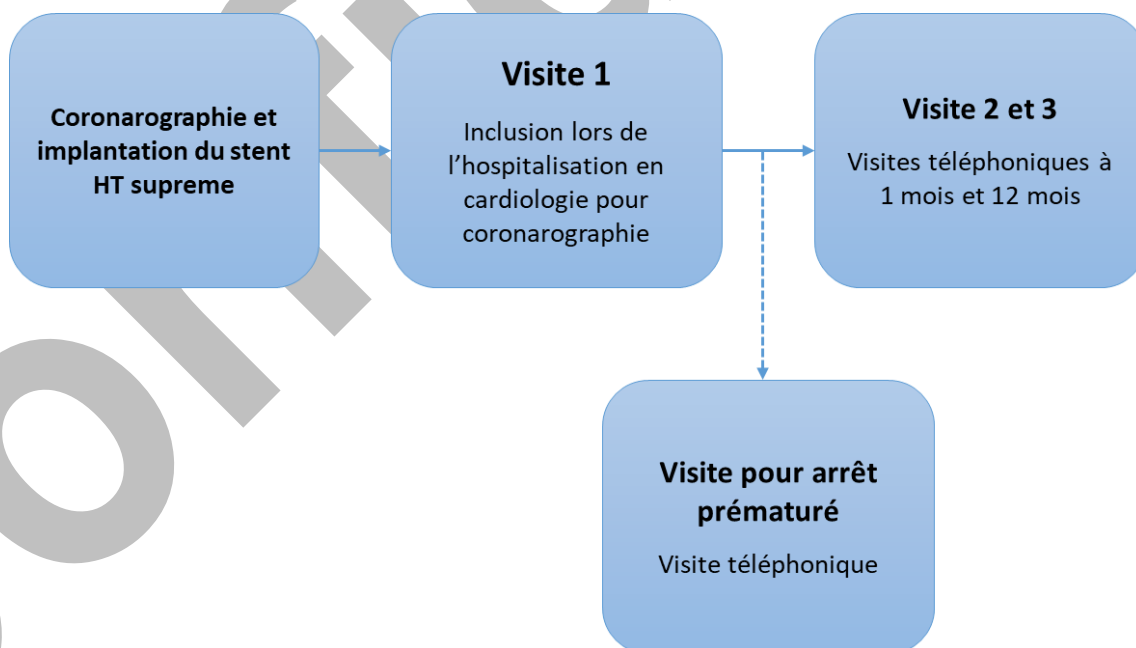 Coronarographie et
implantation du stent
HT supreme
Visite 1
Inclusion lors de
l'hospitalisation en
cardiologie pour
coronarographie
Visite 2 et 3
Visites téléphoniques à
1 mois et 12 mois
Visite pour arrêt
prématuré
Visite téléphonique